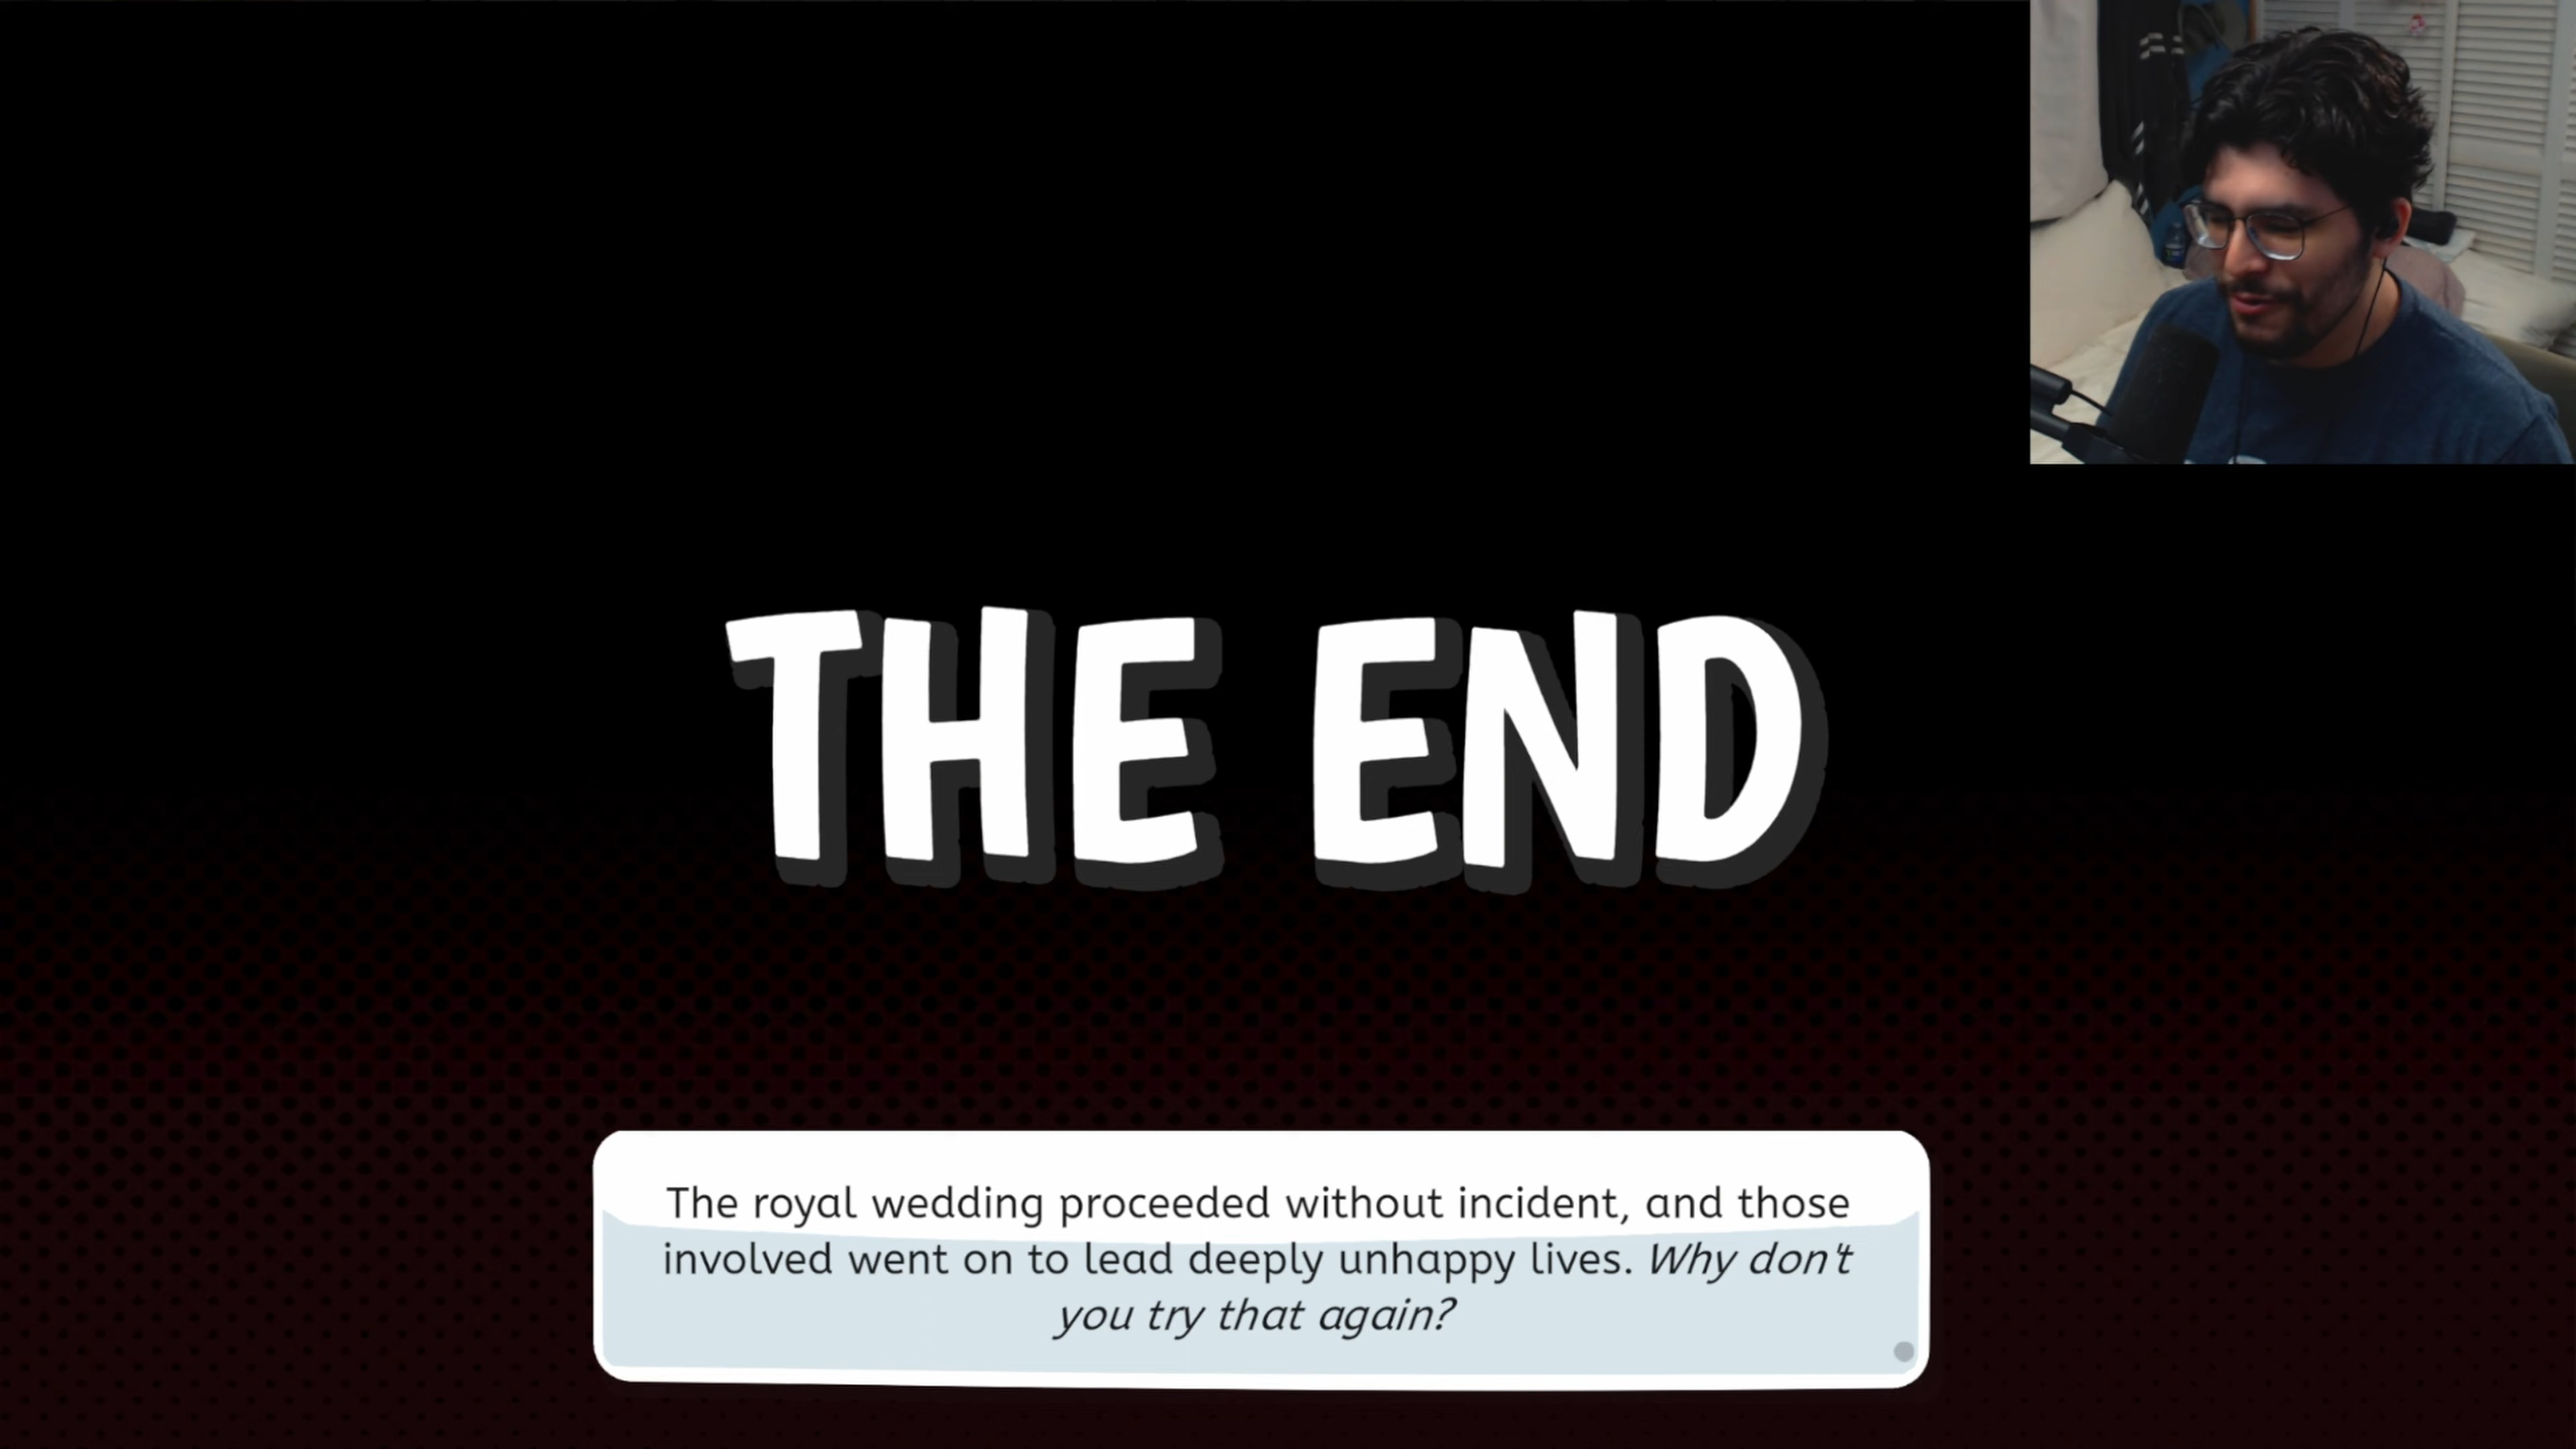 THE END
The royal wedding proceeded without incident, and those
involved went on to lead deeply unhappy lives. Why don't
you try that again?